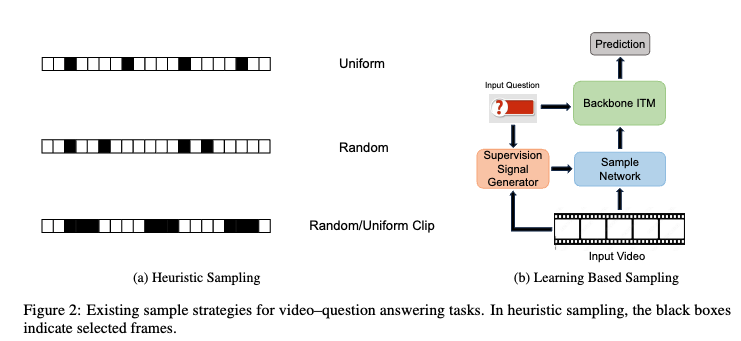 Uniform
Random
Random/Uniform Clip
(a) Heuristic Sampling
Prediction
Input Question
?
Backbone ITM
Supervision
Signal
Generator
Sample
Network
Input Video
(b) Learning Based Sampling
Figure 2: Existing sample strategies for video–question answering tasks. In heuristic sampling, the black boxes
indicate selected frames.